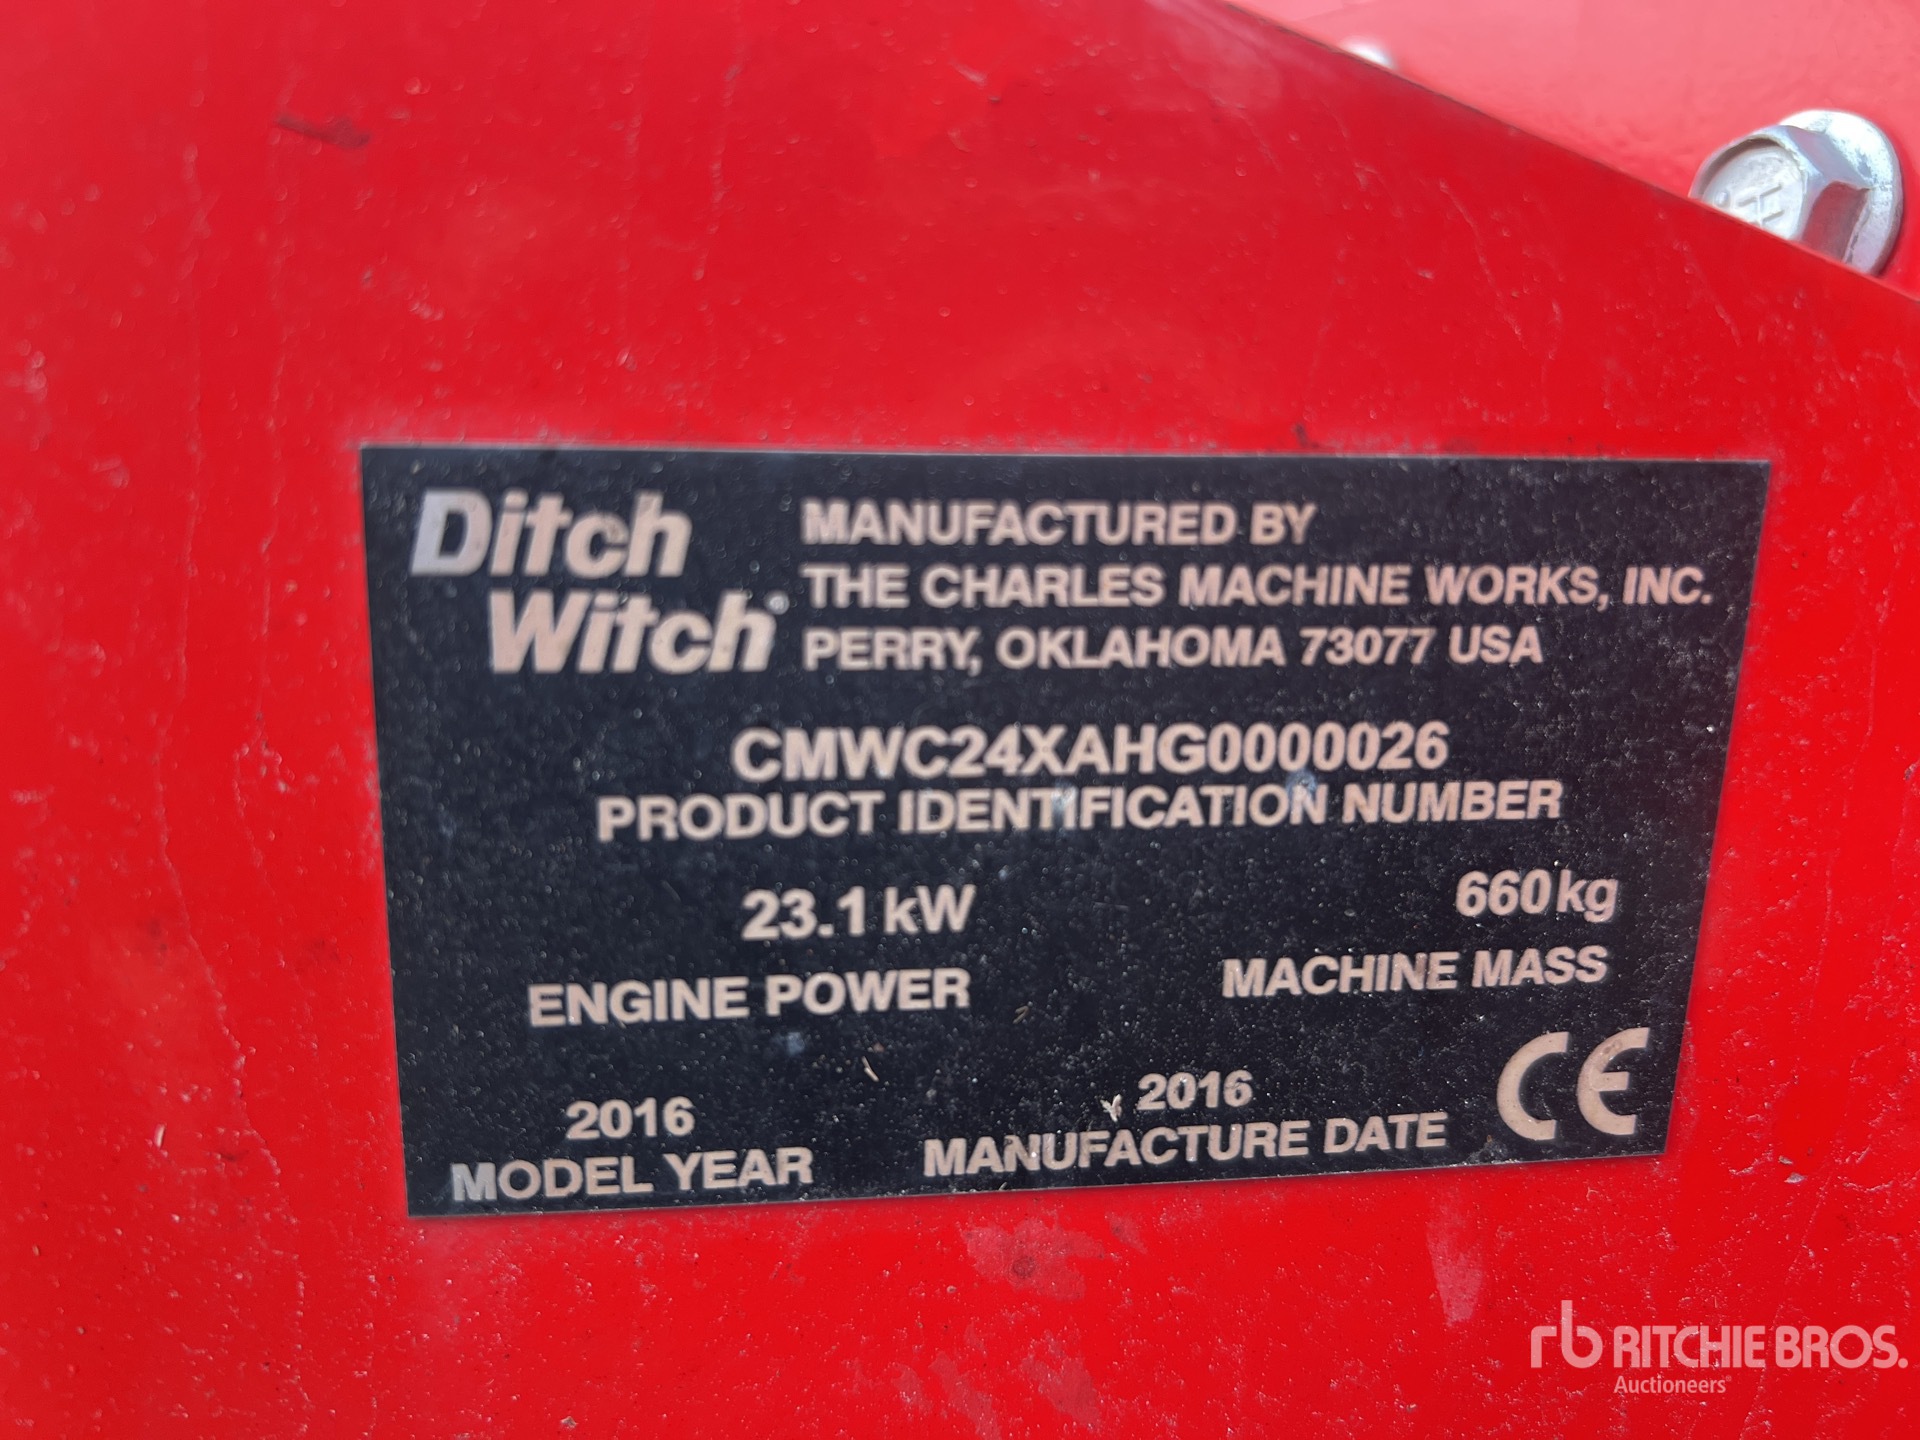 Ditch
Witch®
MANUFACTURED BY
THE CHARLES MACHINE WORKS, INC.
PERRY, OKLAHOMA 73077 USA
CMWC24XAHG0000026
PRODUCT IDENTIFICATION NUMBER
23.1 kW
ENGINE POWER
660kg
MACHINE MASS
2016
MODEL YEAR
2016
MANUFACTURE DATE
CE
rb RITCHIE BROS.
Auctioneers